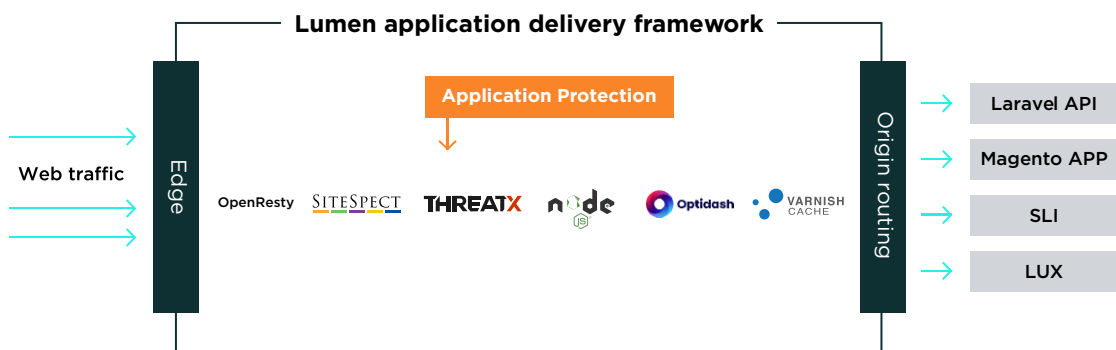 Lumen application delivery framework
Application Protection
Web traffic
Edge
OpenResty
SITESPECT
THREATX
node
JS
Optidash
VARNISH
CACHE
Origin routing
Laravel API
Magento APP
SLI
LUX